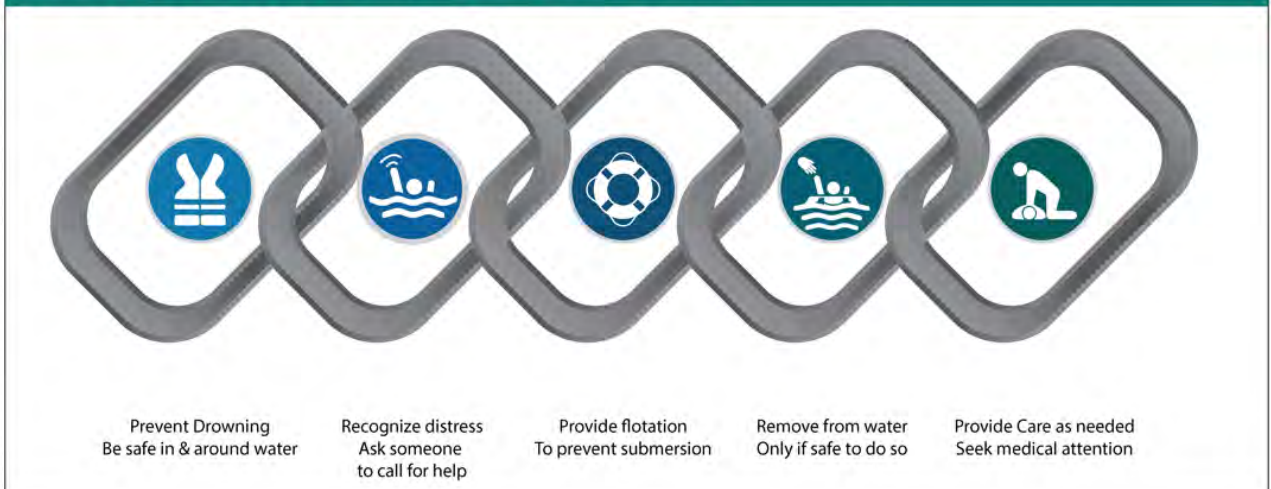 Prevent Drowning
Be safe in & around water
Recognize distress
Ask someone
to call for help
Provide flotation
To prevent submersion
Remove from water
Only if safe to do so
Provide Care as needed
Seek medical attention